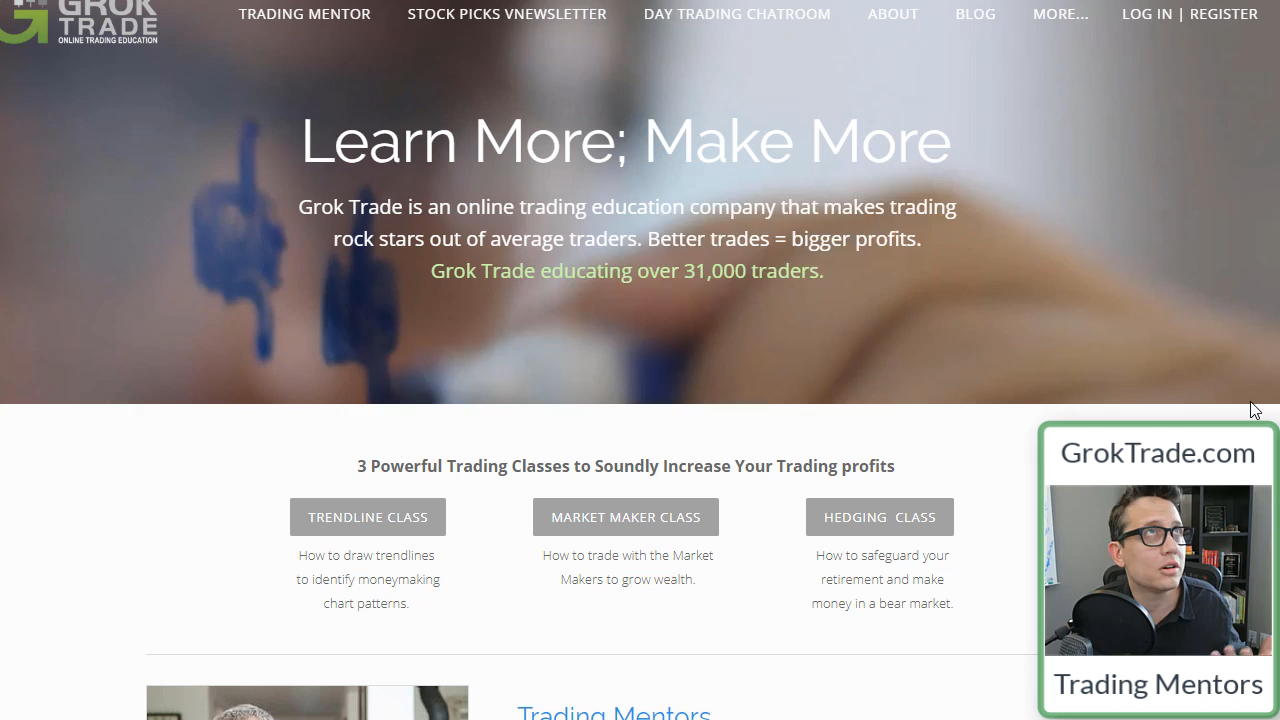 GROK
TRADE
ONLINE TRADING EDUCATION
TRADING MENTOR
STOCK PICKS VNEWSLETTER
DAY TRADING CHATROOM
ABOUT
BLOG
MORE...
LOG IN | REGISTER
Learn More; Make More
Grok Trade is an online trading education company that makes trading
rock stars out of average traders. Better trades = bigger profits.
Grok Trade educating over 31,000 traders.
3 Powerful Trading Classes to Soundly Increase Your Trading profits
TRENDLINE CLASS
How to draw trendlines
to identify moneymaking
chart patterns.
MARKET MAKER CLASS
How to trade with the Market
Makers to grow wealth.
HEDGING CLASS
How to safeguard your
retirement and make
money in a bear market.
Trading Mentors
GrokTrade.com
Trading Mentors